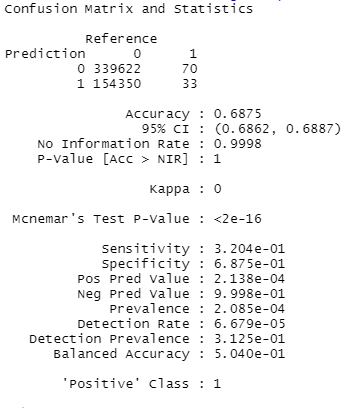 Confusion Matrix and Statistics
Reference
Prediction 0 1
0 339622 70
1 154350 33
Accuracy : 0.6875
95% CI : (0.6862, 0.6887)
No Information Rate : 0.9998
P-Value [Acc > NIR] : 1
Kappa : 0
Mcnemar's Test P-Value : <2e-16
Sensitivity : 3.204e-01
Specificity : 6.875e-01
Pos Pred Value : 2.138e-04
Neg Pred Value : 9.998e-01
Prevalence : 2.085e-04
Detection Rate : 6.679e-05
Detection Prevalence : 3.125e-01
Balanced Accuracy : 5.040e-01
'Positive' Class : 1